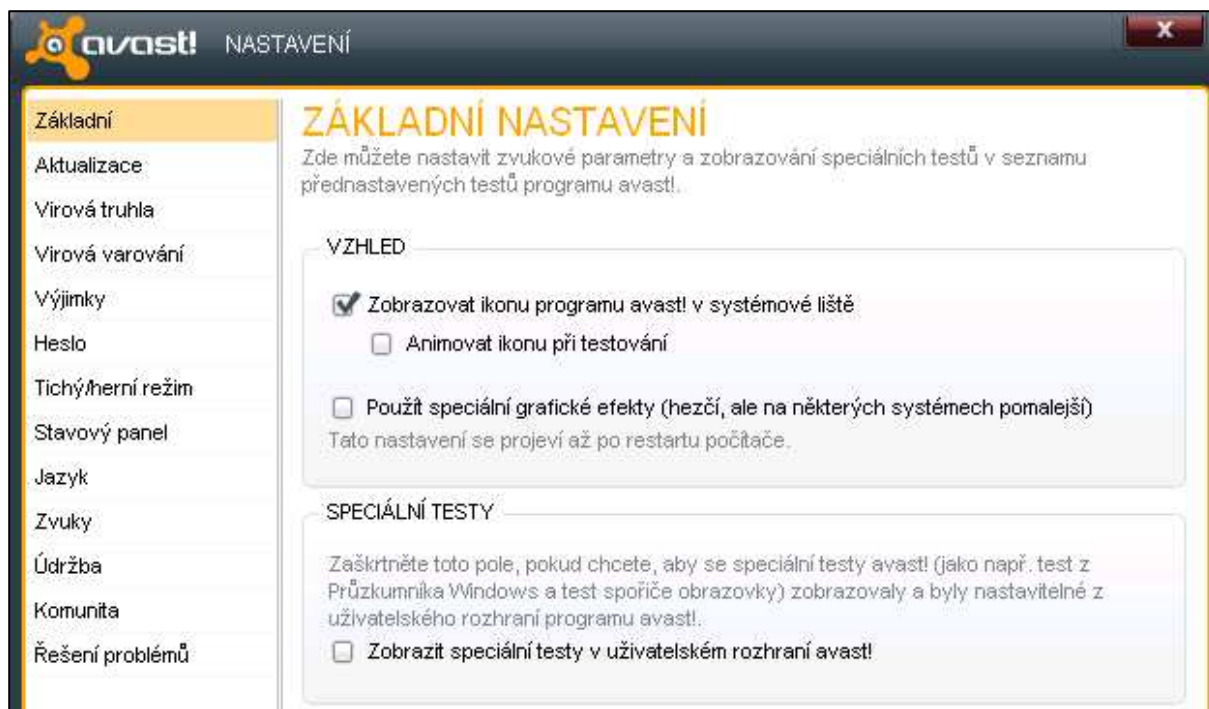 avast! NASTAVENÍ
x
Základní
Aktualizace
Virová truhla
Virová varování
Výjimky
Heslo
Tichý/herní režim
Stavový panel
Jazyk
Zvuky
Údržba
Komunita
Řešení problémů
ZÁKLADNÍ NASTAVENÍ
Zde můžete nastavit zvukové parametry a zobrazování speciálních testů v seznamu
přednastavených testů programu avast!.
VZHLED
Zobrazovat ikonu programu avast! v systémové liště
Animovat ikonu při testování
Použít speciální grafické efekty (hezčí, ale na některých systémech pomalejší)
Tato nastavení se projeví až po restartu počítače.
SPECIÁLNÍ TESTY
Zaškrtněte toto pole, pokud chcete, aby se speciální testy avast! (jako např. test z
Průzkumníka Windows a test spořiče obrazovky) zobrazovaly a byly nastavitelné z
uživatelského rozhraní programu avast!.
Zobrazit speciální testy v uživatelském rozhraní avast!